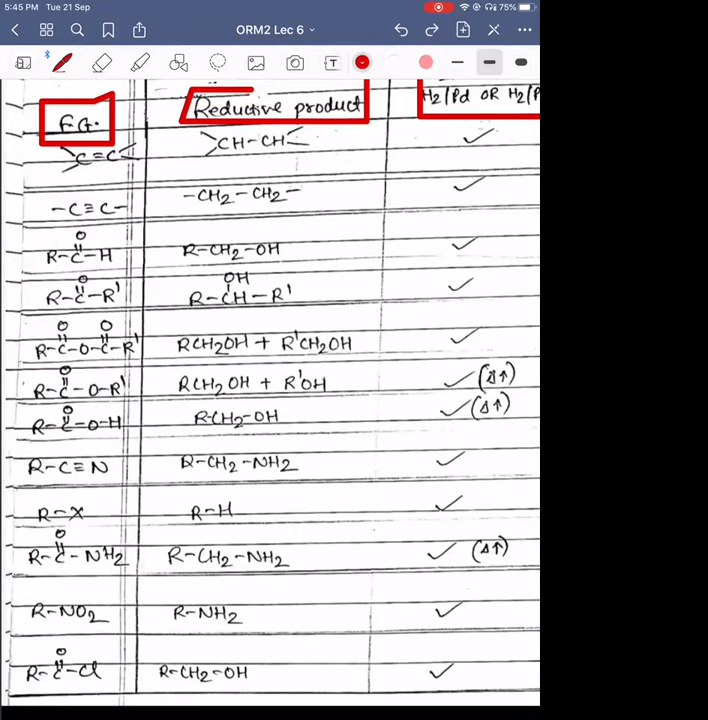 5:45 PM Tue 21 Sep
75%
ORM2 Lec 6
F.G. Reductive product H2/Pd OR H2/P
>C=C< >CH-CH<
-C≡C- -CH2-CH2- ✓
O
R-C-H R-CH2-OH ✓
O OH
R-C-R' R-CH-R' ✓
O O
R-C-O-C-R' RCH2OH + R'CH2OH ✓
O
R-C-O-R' RCH2OH + R'OH ✓(Δ↑)
O
R-C-O-H R-CH2-OH ✓(Δ↑)
R-C≡N R-CH2-NH2 ✓
R-X R-H ✓
O
R-C-NH2 R-CH2-NH2 ✓ (Δ↑)
R-NO2 R-NH2 ✓
O
R-C-Cl R-CH2-OH ✓